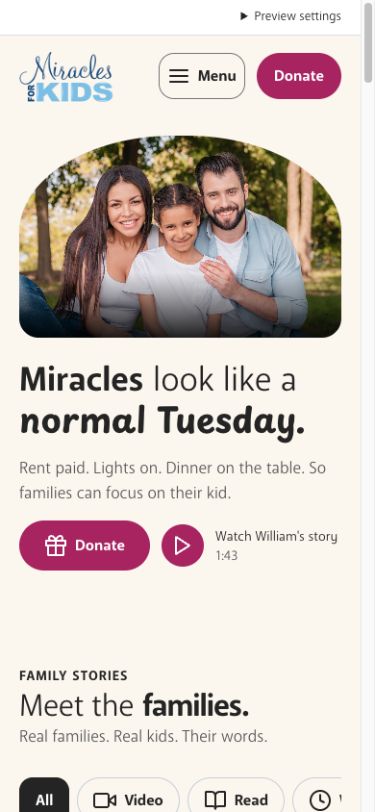 Preview settings
Miracles
FOR KIDS
Menu
Donate
Miracles look like a
normal Tuesday.
Rent paid. Lights on. Dinner on the table. So
families can focus on their kid.
Donate
Watch William's story
1:43
FAMILY STORIES
Meet the families.
Real families. Real kids. Their words.
All
Video
Read